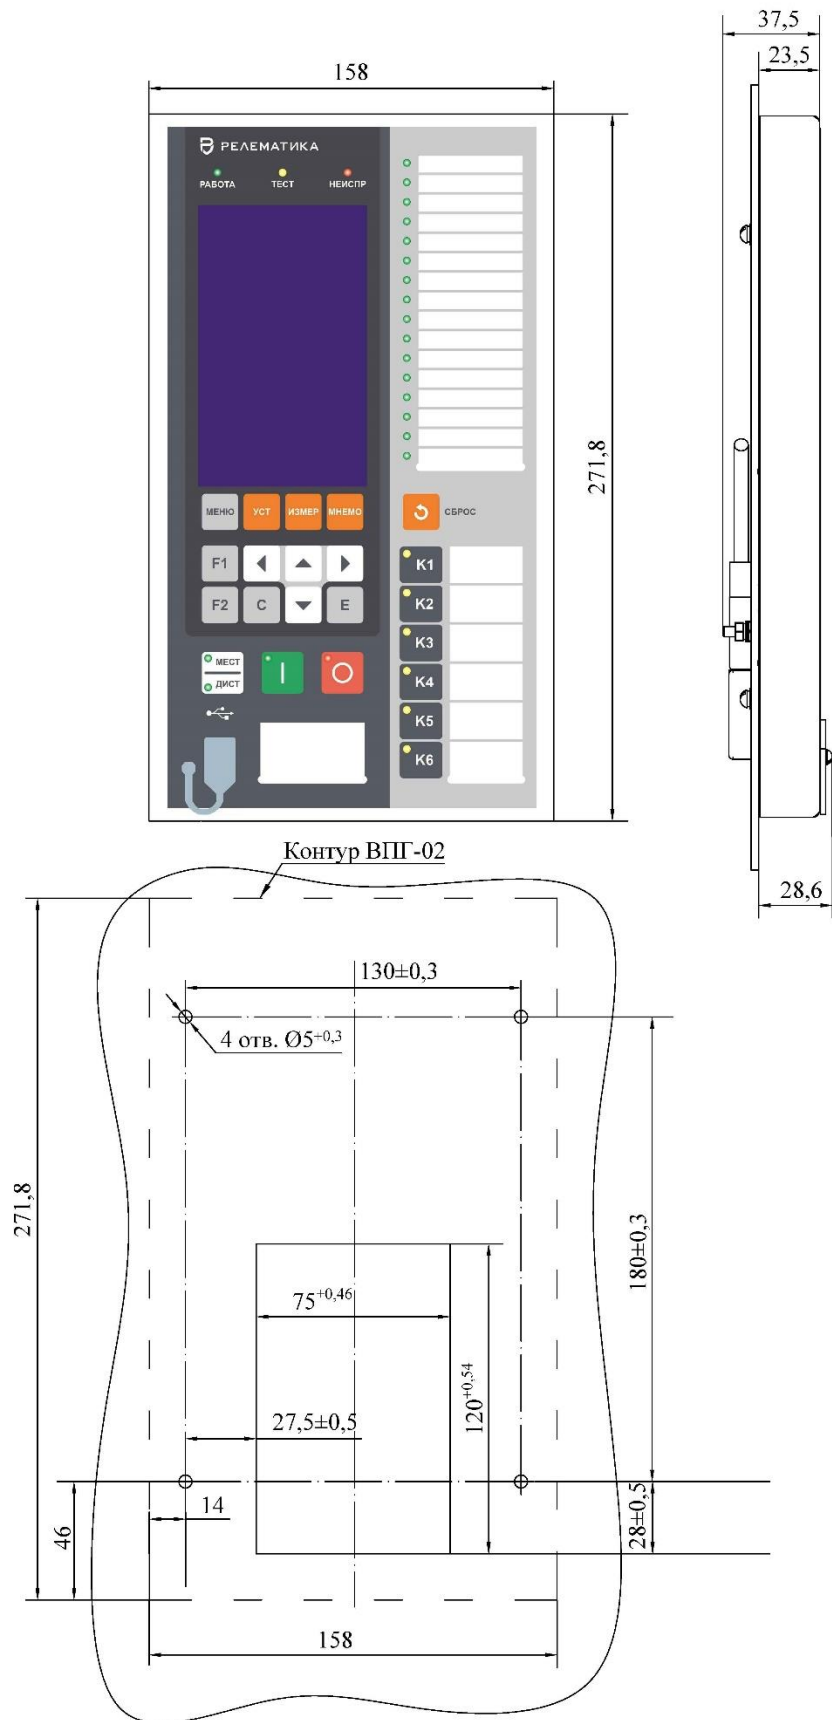 37,5
23,5
158
РЕЛЕМАТИКА
РАБОТА ТЕСТ НЕИСПР
271,8
МЕНЮ УСТ ИЗМЕР МНЕМО СБРОС
F1 K1
F2 C E K2
K3
МЕСТ
ДИСТ
I O K4
K5
K6
28,6
Контур ВПГ-02
130±0,3
4 отв. Ø5+0,3
271,8
180±0,3
75+0,46
120+0,54
27,5±0,5
14
46
28±0,5
158